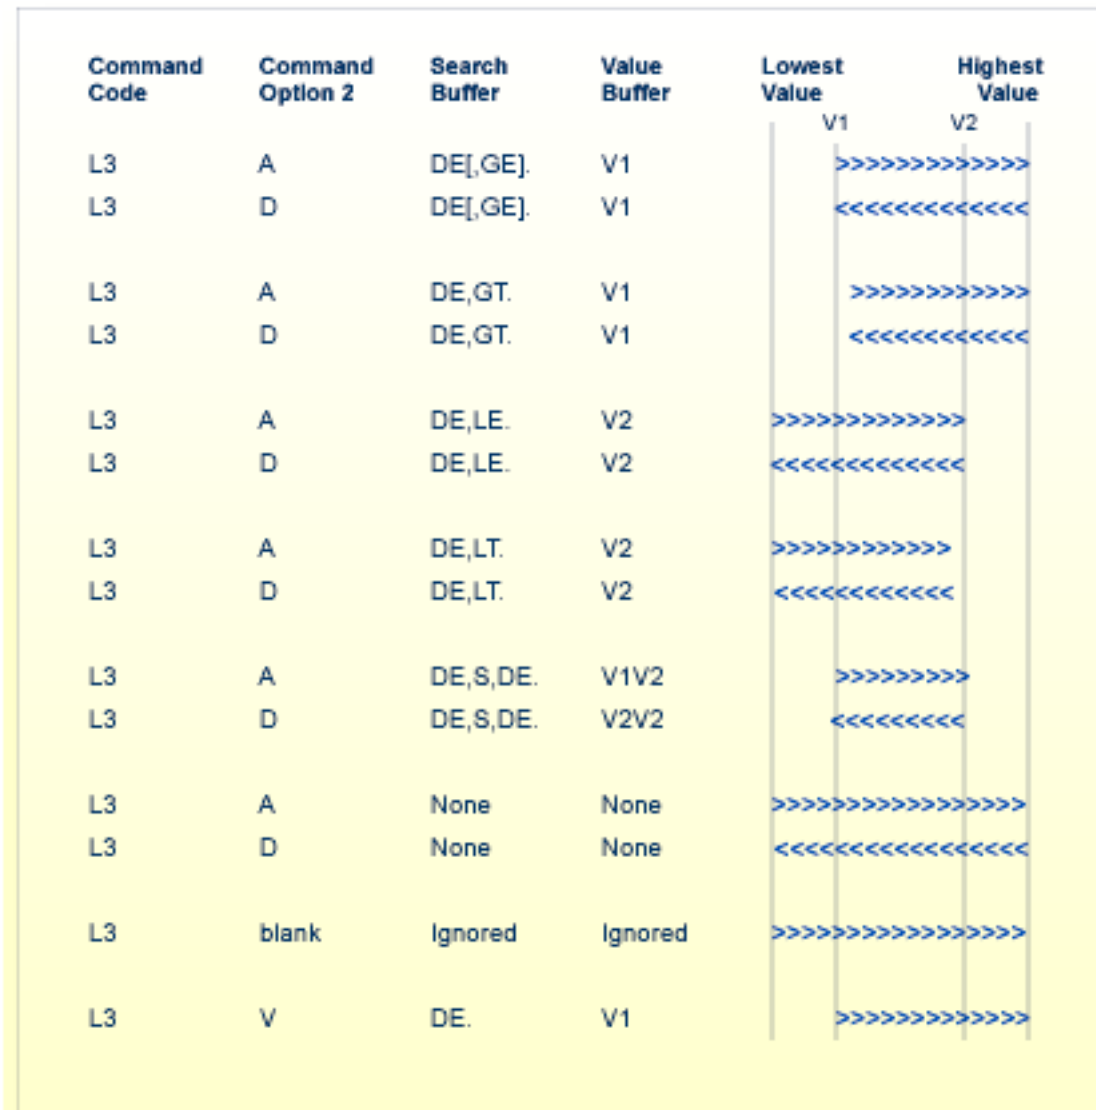 Command Command Search Value Lowest Highest
Code Option 2 Buffer Buffer Value Value
V1 V2
L3 A DE[,GE]. V1 >>>>>>>>>>>>>
L3 D DE[,GE]. V1 <<<<<<<<<<<<<
L3 A DE,GT. V1 >>>>>>>>>>>>
L3 D DE,GT. V1 <<<<<<<<<<<<
L3 A DE,LE. V2 >>>>>>>>>>>>>
L3 D DE,LE. V2 <<<<<<<<<<<<<
L3 A DE,LT. V2 >>>>>>>>>>>>
L3 D DE,LT. V2 <<<<<<<<<<<<
L3 A DE,S,DE. V1V2 >>>>>>>>>
L3 D DE,S,DE. V2V2 <<<<<<<<<
L3 A None None >>>>>>>>>>>>>>>>>
L3 D None None <<<<<<<<<<<<<<<<<
L3 blank Ignored Ignored >>>>>>>>>>>>>>>>>
L3 V DE. V1 >>>>>>>>>>>>>